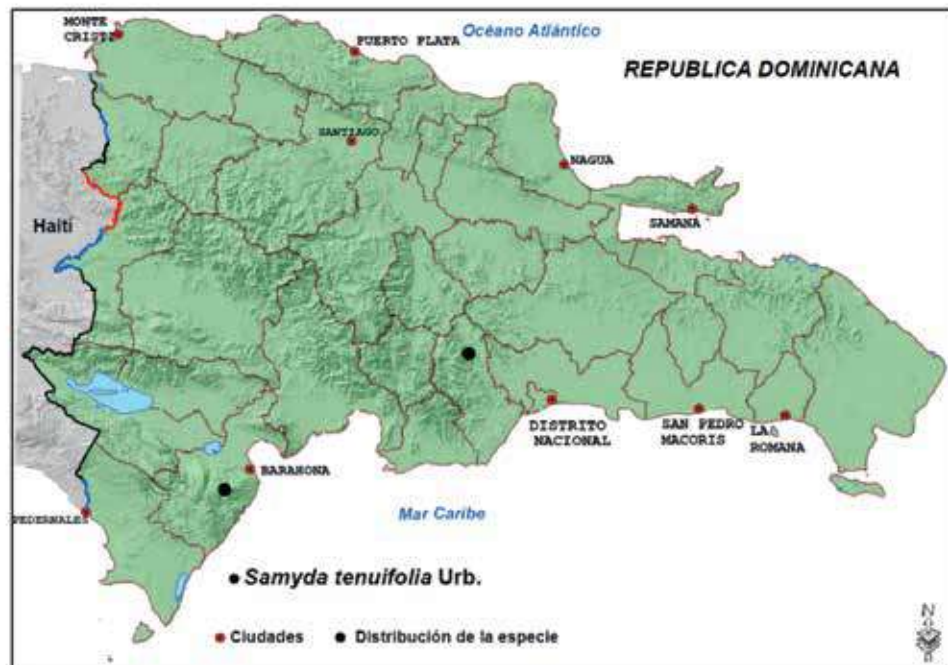 MONTE
CRISTI
Océano Atlántico
PUERTO PLATA
REPUBLICA DOMINICANA
SANTIAGO
NAGUA
SAMANÁ
Haití
DISTRITO
NACIONAL
SAN PEDRO
MACORIS
LA
ROMANA
BARAHONA
PEDERNALES
Mar Caribe
Samyda tenuifolia Urb.
Ciudades
Distribución de la especie
N